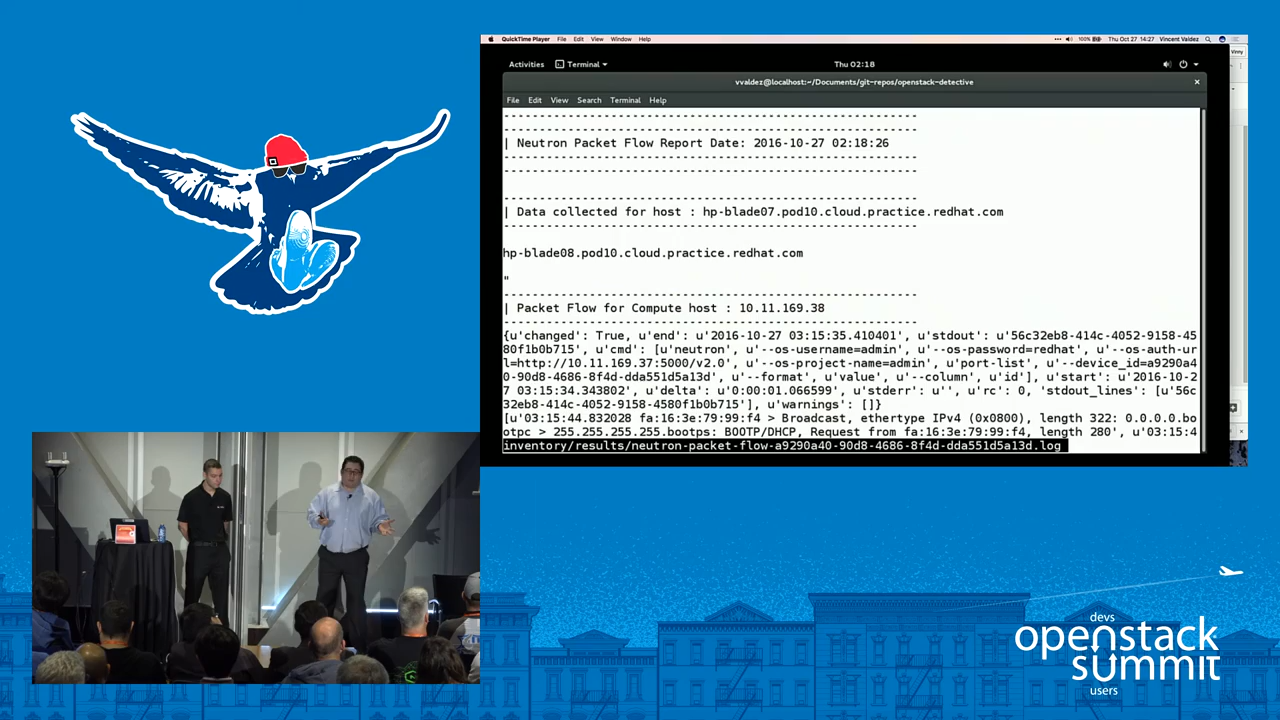 QuickTime Player File Edit View Window Help
100% Thu Oct 27 14:27 Vincent Valdez
Activities Terminal Thu 02:18
vvaldez@localhost:~/Documents/git-repos/openstack-detective
File Edit View Search Terminal Help
------------------------------------------------
------------------------------------------------
| Neutron Packet Flow Report Date: 2016-10-27 02:18:26
------------------------------------------------
------------------------------------------------
------------------------------------------------
| Data collected for host : hp-blade07.pod10.cloud.practice.redhat.com
------------------------------------------------
hp-blade08.pod10.cloud.practice.redhat.com
"
------------------------------------------------
| Packet Flow for Compute host : 10.11.169.38
------------------------------------------------
{u'changed': True, u'end': u'2016-10-27 03:15:35.410401', u'stdout': u'56c32eb8-414c-4052-9158-45
80f1b0b715', u'cmd': [u'neutron', u'--os-username=admin', u'--os-password=redhat', u'--os-auth-ur
l=http://10.11.169.37:5000/v2.0', u'--os-project-name=admin', u'port-list', u'--device_id=a9290a4
0-90d8-4686-8f4d-dda551d5a13d', u'--format', u'value', u'--column', u'id'], u'start': u'2016-10-2
7 03:15:34.343802', u'delta': u'0:00:01.066599', u'stderr': u'', u'rc': 0, 'stdout_lines': [u'56c
32eb8-414c-4052-9158-4580f1b0b715'], u'warnings': []}
[u'03:15:44.832028 fa:16:3e:79:99:f4 > Broadcast, ethertype IPv4 (0x0800), length 322: 0.0.0.0.bo
otpc > 255.255.255.255.bootps: BOOTP/DHCP, Request from fa:16:3e:79:99:f4, length 280', u'03:15:4
inventory/results/neutron-packet-flow-a9290a40-90d8-4686-8f4d-dda551d5a13d.log
Vinny
devs
openstack
summit
users